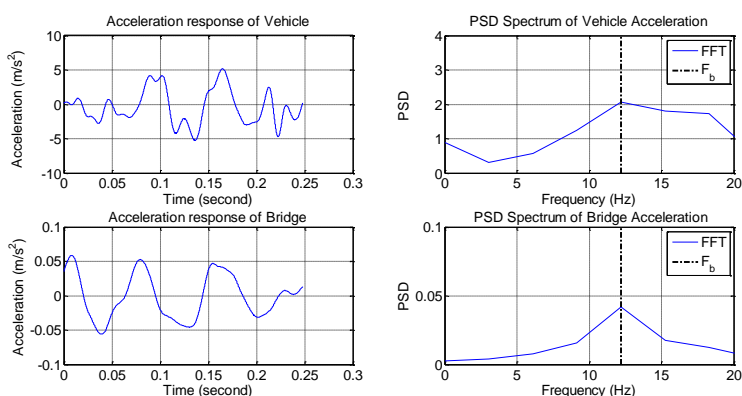 Acceleration response of Vehicle
Acceleration (m/s²)
10
5
0
-5
-10
0 0.05 0.1 0.15 0.2 0.25 0.3
Time (second)
PSD Spectrum of Vehicle Acceleration
PSD
4
3
2
1
0
0 5 10 15 20
Frequency (Hz)
FFT
F_b
Acceleration response of Bridge
Acceleration (m/s²)
0.1
0.05
0
-0.05
-0.1
0 0.05 0.1 0.15 0.2 0.25 0.3
Time (second)
PSD Spectrum of Bridge Acceleration
PSD
0.1
0.05
0
0 5 10 15 20
Frequency (Hz)
FFT
F_b